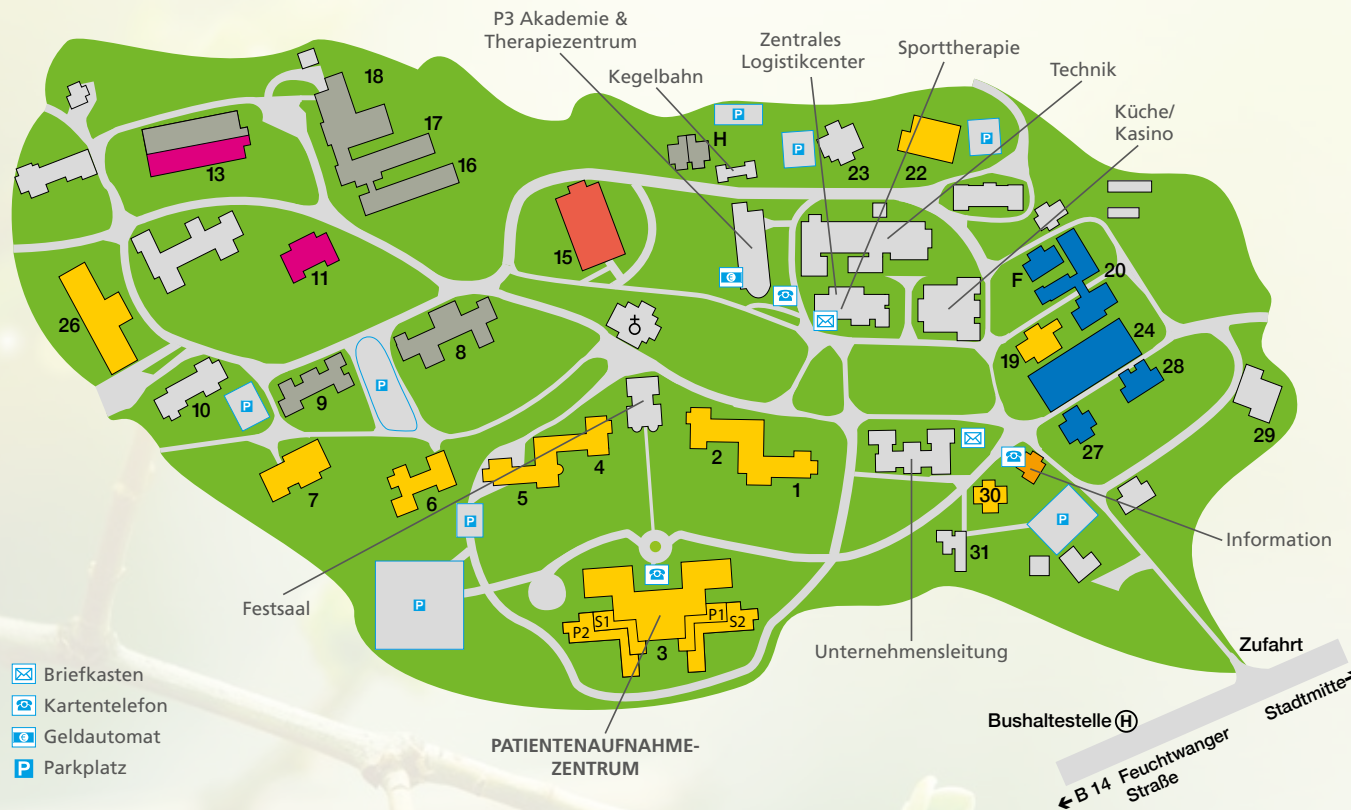 P3 Akademie &
Therapiezentrum
Kegelbahn
Zentrales
Logistikcenter
Sporttherapie
Technik
Küche/
Kasino
18
17
16
13
11
15
H
P
P
23
22
P
F
20
24
19
28
27
29
26
10
P
9
P
8
7
6
5
4
2
1
P
P
30
31
P
Information
Festsaal
P2
S1
P1
S2
3
Unternehmensleitung
PATIENTENAUFNAHME-
ZENTRUM
Briefkasten
Kartentelefon
€ Geldautomat
P Parkplatz
€
Zufahrt
Stadtmitte→
Bushaltestelle H
←B 14 Feuchtwanger
Straße